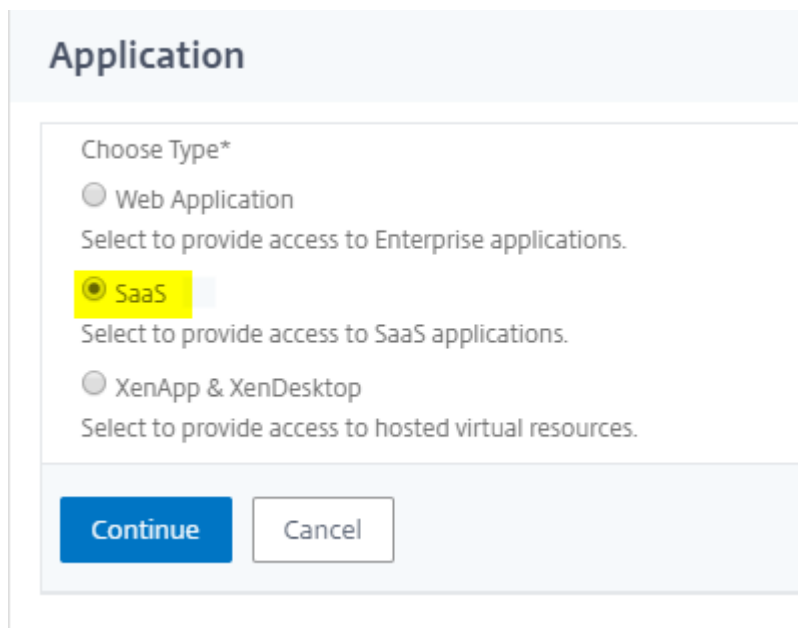 Application
Choose Type*
Web Application
Select to provide access to Enterprise applications.
SaaS
Select to provide access to SaaS applications.
XenApp & XenDesktop
Select to provide access to hosted virtual resources.
Continue Cancel